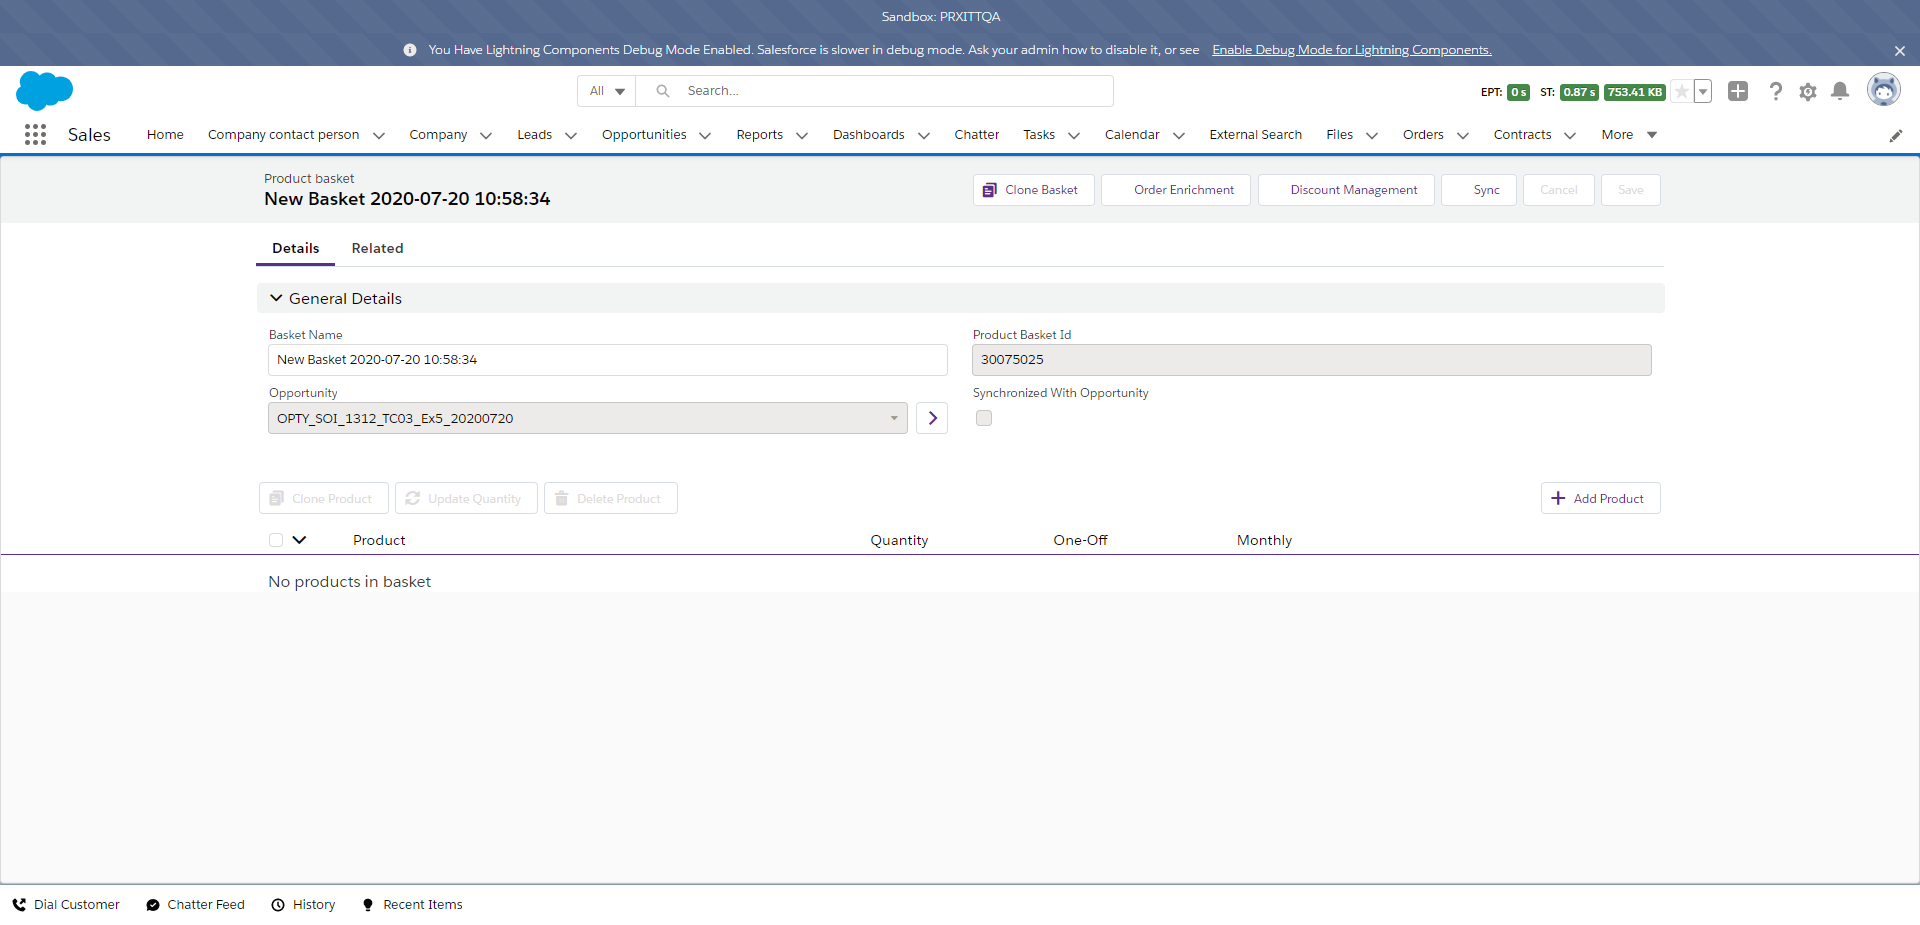 Sandbox: PRXITTQA
You Have Lightning Components Debug Mode Enabled. Salesforce is slower in debug mode. Ask your admin how to disable it, or see Enable Debug Mode for Lightning Components.
All Search... EPT: 0 s ST: 0.87 s 753.41 KB
Sales Home Company contact person Company Leads Opportunities Reports Dashboards Chatter Tasks Calendar External Search Files Orders Contracts More
Product basket
New Basket 2020-07-20 10:58:34
Clone Basket Order Enrichment Discount Management Sync Cancel Save
Details Related
General Details
Basket Name Product Basket Id
New Basket 2020-07-20 10:58:34 30075025
Opportunity Synchronized With Opportunity
OPTY_SOI_1312_TC03_Ex5_20200720
Clone Product Update Quantity Delete Product Add Product
Product Quantity One-Off Monthly
No products in basket
Dial Customer Chatter Feed History Recent Items